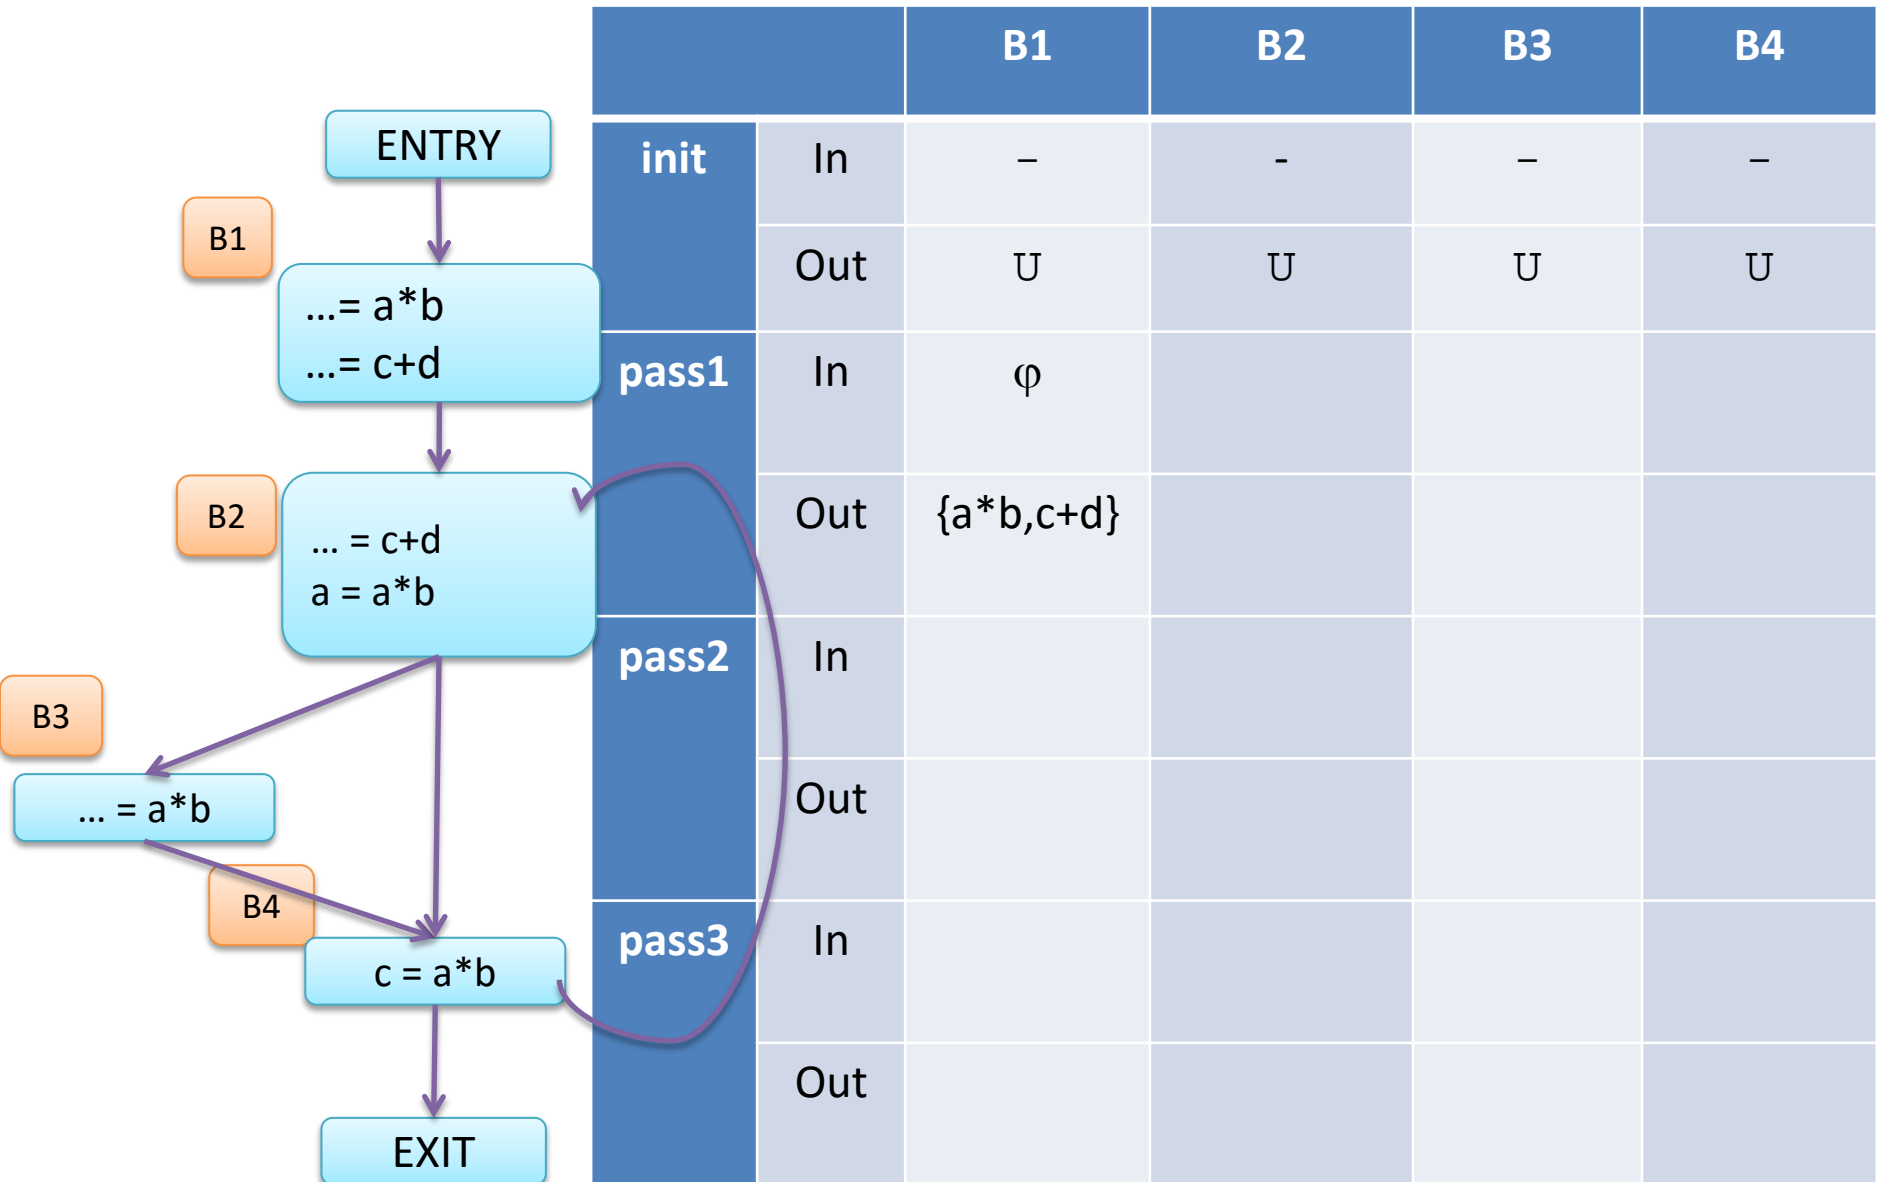 ENTRY
B1
...= a*b
...= c+d
B2
... = c+d
a = a*b
B3
... = a*b
B4
c = a*b
EXIT
B1 B2 B3 B4
init In – - – –
Out U U U U
pass1 In φ
Out {a*b,c+d}
pass2 In
Out
pass3 In
Out